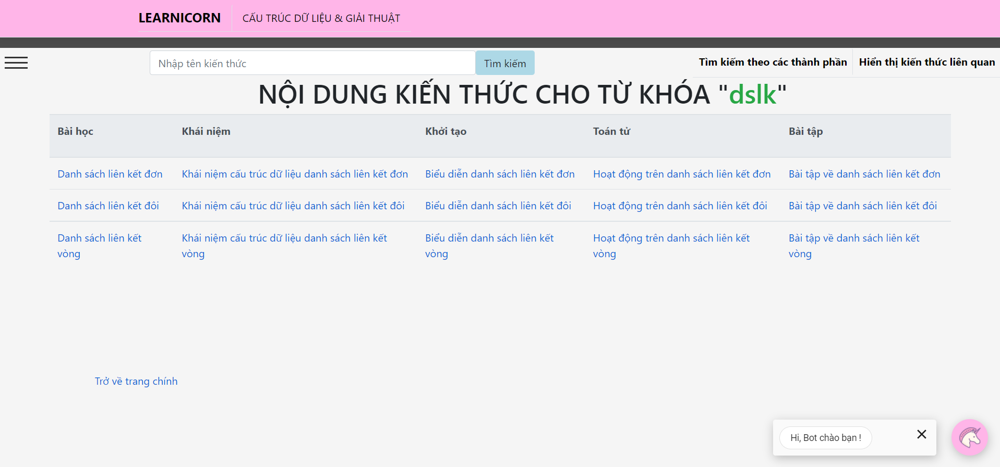 LEARNICORN CẤU TRÚC DỮ LIỆU & GIẢI THUẬT
Nhập tên kiến thức Tìm kiếm Tìm kiếm theo các thành phần Hiển thị kiến thức liên quan
NỘI DUNG KIẾN THỨC CHO TỪ KHÓA "dslk"
Bài học Khái niệm Khởi tạo Toán tử Bài tập
Danh sách liên kết đơn Khái niệm cấu trúc dữ liệu danh sách liên kết đơn Biểu diễn danh sách liên kết đơn Hoạt động trên danh sách liên kết đơn Bài tập về danh sách liên kết đơn
Danh sách liên kết đôi Khái niệm cấu trúc dữ liệu danh sách liên kết đôi Biểu diễn danh sách liên kết đôi Hoạt động trên danh sách liên kết đôi Bài tập về danh sách liên kết đôi
Danh sách liên kết Khái niệm cấu trúc dữ liệu danh sách liên kết Biểu diễn danh sách liên kết Hoạt động trên danh sách liên kết Bài tập về danh sách liên kết
vòng vòng vòng vòng vòng
Trở về trang chính
Hi, Bot chào bạn !